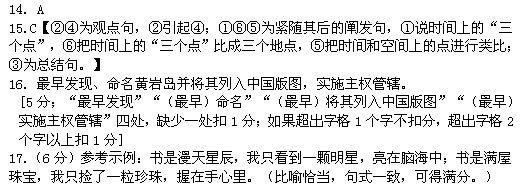 14. A
15.C【②④为观点句，②引起④；①⑥⑤为紧随其后的阐发句，①说时间上的“三
个点”，⑥把时间上的“三个点”比成三个地点，⑤把时间和空间上的点进行类比；
③为总结句。】
16. 最早发现、命名黄岩岛并将其列入中国版图，实施主权管辖。
[5 分；“最早发现”“（最早）命名”“（最早）将其列入中国版图”“（最早）
实施主权管辖”四处，缺少一处扣 1 分；如果超出字格 1 个字不扣分，超出字格 2
个字以上扣 1 分]
17.（6 分）参考示例：书是漫天星辰，我只看到一颗明星，亮在脑海中；书是满屋
珠宝，我只捡了一粒珍珠，握在手心里。（比喻恰当，句式一致，可得满分。）